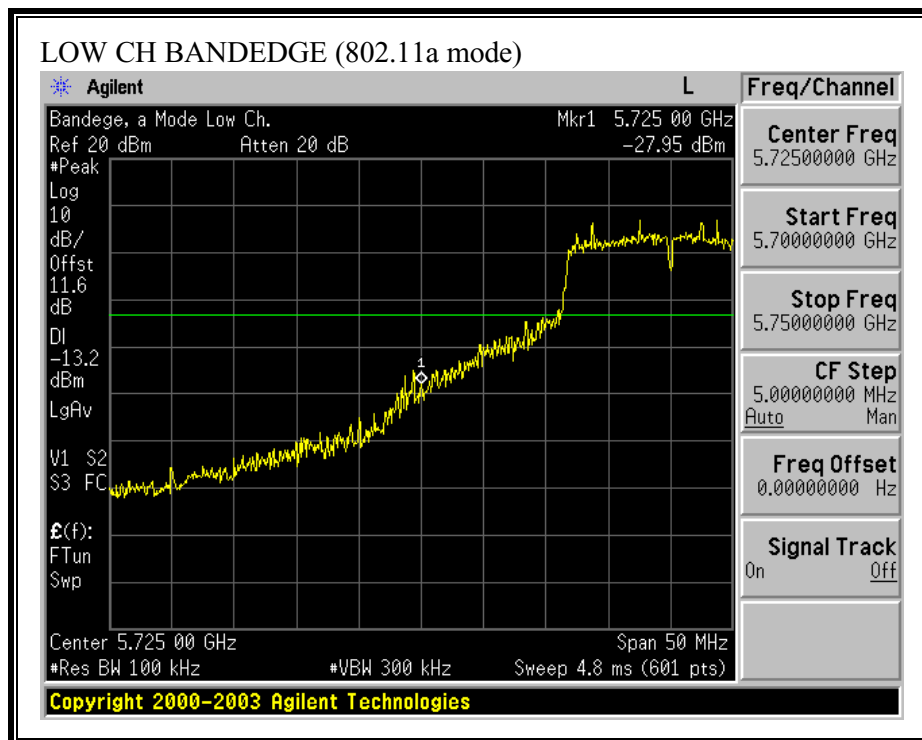 LOW CH BANDEDGE (802.11a mode)
Agilent L
Bandege, a Mode Low Ch.
Mkr1 5.725 00 GHz
Ref 20 dBm Atten 20 dB -27.95 dBm
#Peak
Log
10
dB/
Offst
11.6
dB
DI
-13.2
dBm
LgAv
V1 S2
S3 FC
£(f):
FTun
Swp
1
Center 5.725 00 GHz Span 50 MHz
#Res BW 100 kHz #VBW 300 kHz Sweep 4.8 ms (601 pts)
Freq/Channel
Center Freq
5.72500000 GHz
Start Freq
5.70000000 GHz
Stop Freq
5.75000000 GHz
CF Step
5.00000000 MHz
Auto Man
Freq Offset
0.00000000 Hz
Signal Track
On Off
Copyright 2000-2003 Agilent Technologies